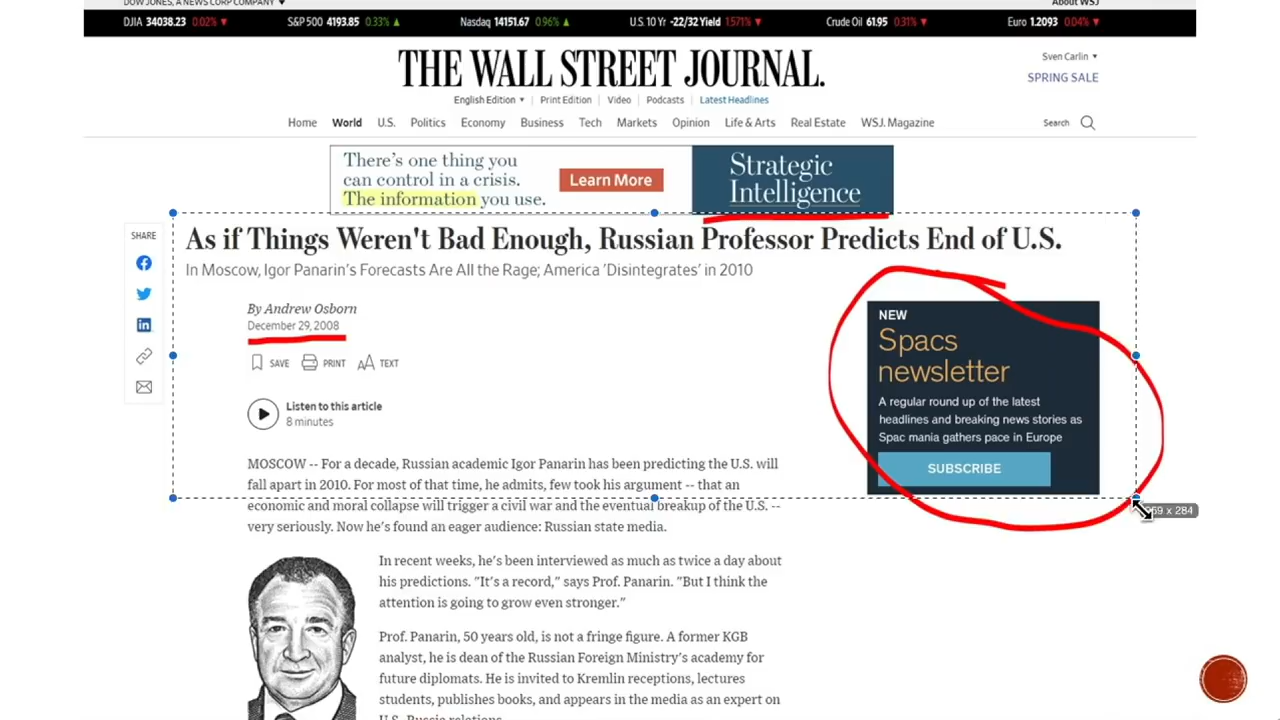 DOW JONES, A NEWS CORP COMPANY ▼ About WSJ
DJIA 34038.23 0.02% ▼ S&P 500 4193.85 0.33% ▲ Nasdaq 14151.67 0.96% ▲ U.S. 10 Yr -22/32 Yield 1.571% ▼ Crude Oil 61.95 0.31% ▼ Euro 1.2093 0.04% ▼
THE WALL STREET JOURNAL.
Sven Carlin ▼
SPRING SALE
English Edition ▼ | Print Edition | Video | Podcasts | Latest Headlines
Home World U.S. Politics Economy Business Tech Markets Opinion Life & Arts Real Estate WSJ. Magazine Search
There's one thing you
can control in a crisis.
The information you use.
Learn More
Strategic
Intelligence
SHARE
As if Things Weren't Bad Enough, Russian Professor Predicts End of U.S.
In Moscow, Igor Panarin's Forecasts Are All the Rage; America 'Disintegrates' in 2010
By Andrew Osborn
December 29, 2008
SAVE PRINT AA TEXT
Listen to this article
8 minutes
NEW
Spacs
newsletter
A regular round up of the latest
headlines and breaking news stories as
Spac mania gathers pace in Europe
SUBSCRIBE
MOSCOW -- For a decade, Russian academic Igor Panarin has been predicting the U.S. will
fall apart in 2010. For most of that time, he admits, few took his argument -- that an
economic and moral collapse will trigger a civil war and the eventual breakup of the U.S. --
very seriously. Now he's found an eager audience: Russian state media.
In recent weeks, he's been interviewed as much as twice a day about
his predictions. "It's a record," says Prof. Panarin. "But I think the
attention is going to grow even stronger."
Prof. Panarin, 50 years old, is not a fringe figure. A former KGB
analyst, he is dean of the Russian Foreign Ministry's academy for
future diplomats. He is invited to Kremlin receptions, lectures
students, publishes books, and appears in the media as an expert on
U.S.-Russia relations.